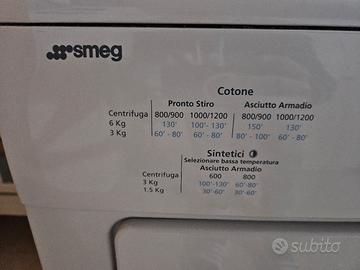 smeg
Cotone
Pronto Stiro Asciutto Armadio
Centrifuga 800/900 1000/1200 800/900 1000/1200
6 Kg 130' 100'- 130' 150' 130'
3 Kg 60' - 80' 60' - 80' 80' - 100' 60' - 80'
Sintetici
Selezionare bassa temperatura
Asciutto Armadio
Centrifuga 600 800
3 Kg 100'-130' 60'-80'
1.5 Kg 30'-60' 30'-60'
subito